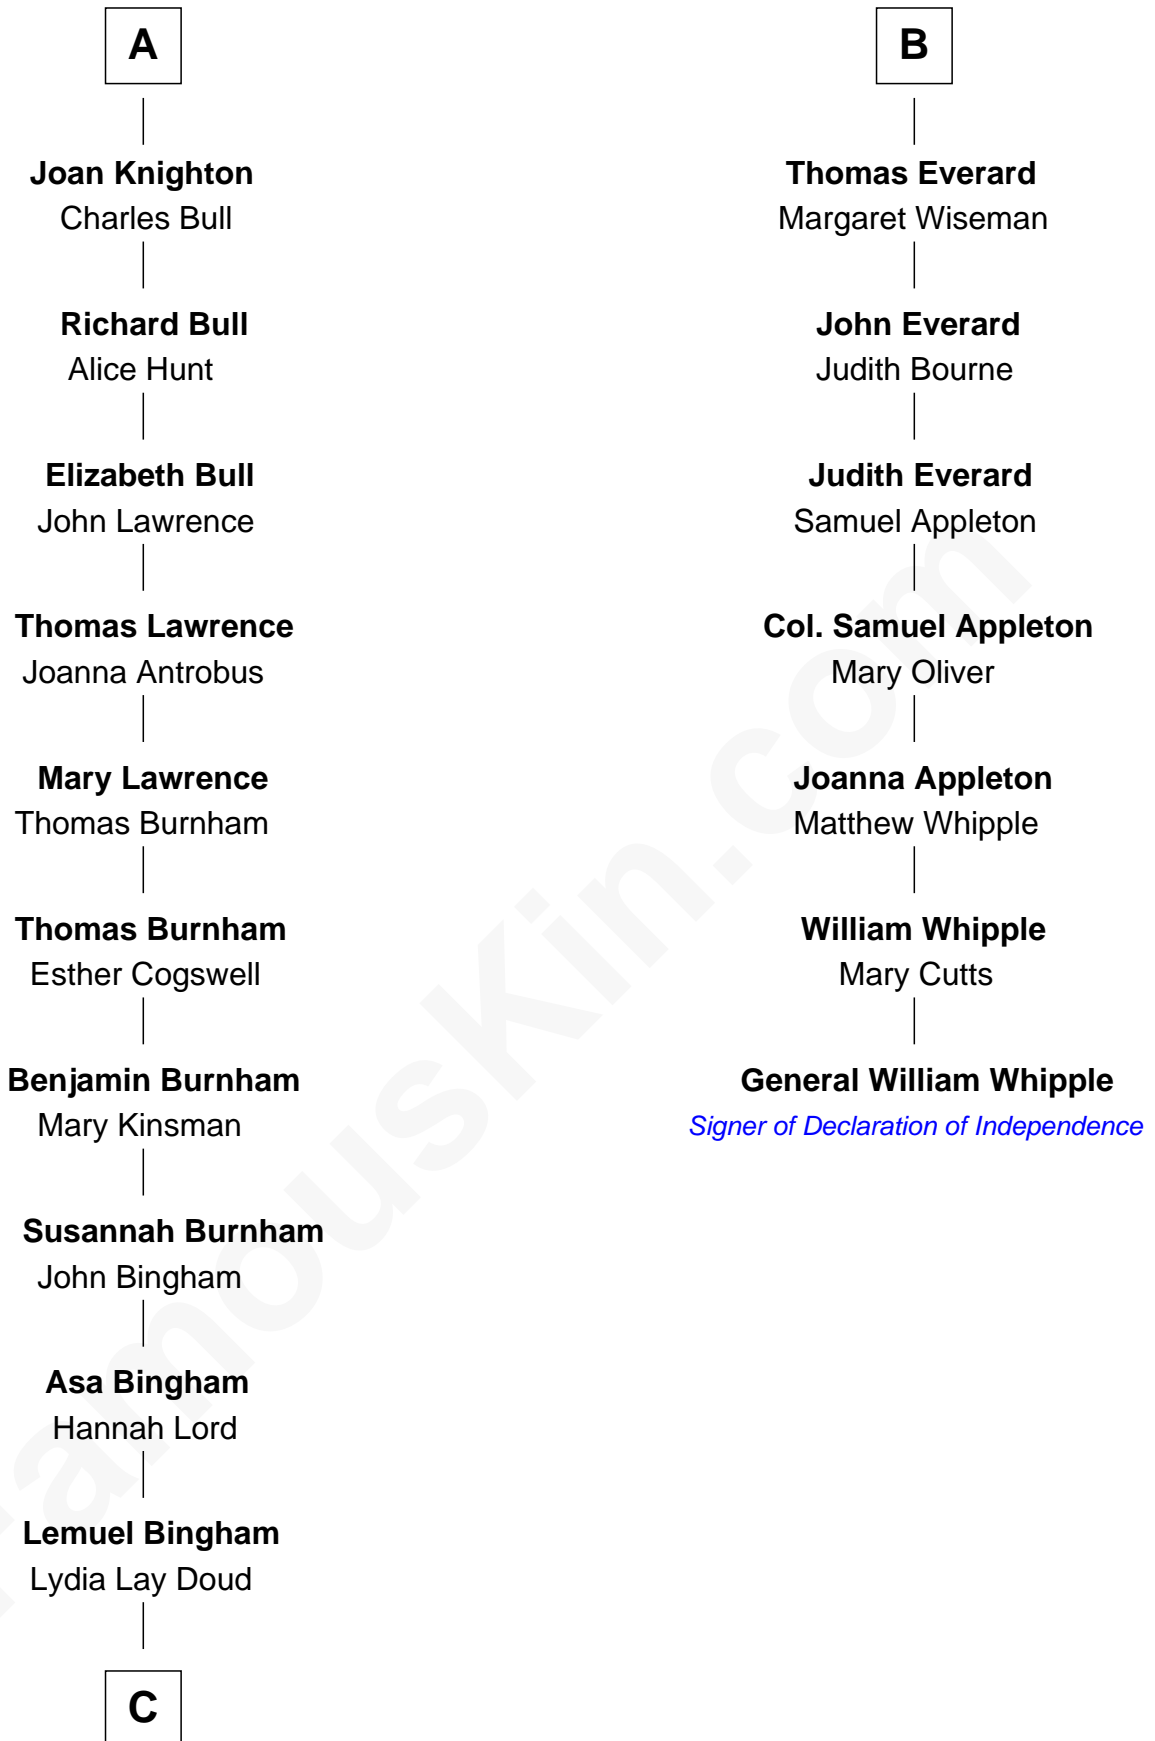 A
Joan Knighton
Charles Bull
Richard Bull
Alice Hunt
Elizabeth Bull
John Lawrence
Thomas Lawrence
Joanna Antrobus
Mary Lawrence
Thomas Burnham
Thomas Burnham
Esther Cogswell
Benjamin Burnham
Mary Kinsman
Susannah Burnham
John Bingham
Asa Bingham
Hannah Lord
Lemuel Bingham
Lydia Lay Doud
C
B
Thomas Everard
Margaret Wiseman
John Everard
Judith Bourne
Judith Everard
Samuel Appleton
Col. Samuel Appleton
Mary Oliver
Joanna Appleton
Matthew Whipple
William Whipple
Mary Cutts
General William Whipple
Signer of Declaration of Independence
FamousKin.com